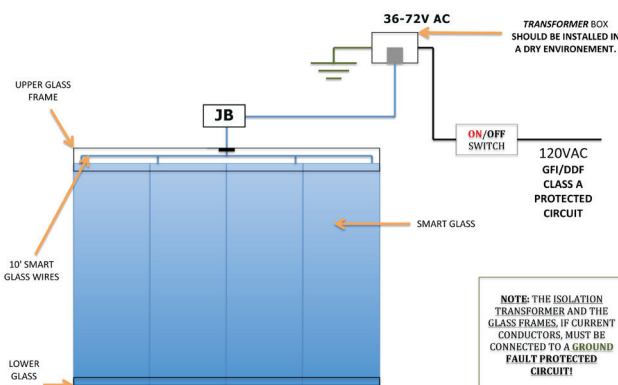 36-72V AC
TRANSFORMER BOX
SHOULD BE INSTALLED IN
A DRY ENVIRONEMENT.
UPPER GLASS
FRAME
JB
ON/OFF
SWITCH
120VAC
GFI/DDF
CLASS A
PROTECTED
CIRCUIT
SMART GLASS
10' SMART
GLASS WIRES
NOTE: THE ISOLATION
TRANSFORMER AND THE
GLASS FRAMES, IF CURRENT
CONDUCTORS, MUST BE
CONNECTED TO A GROUND
FAULT PROTECTED
CIRCUIT!
LOWER
GLASS